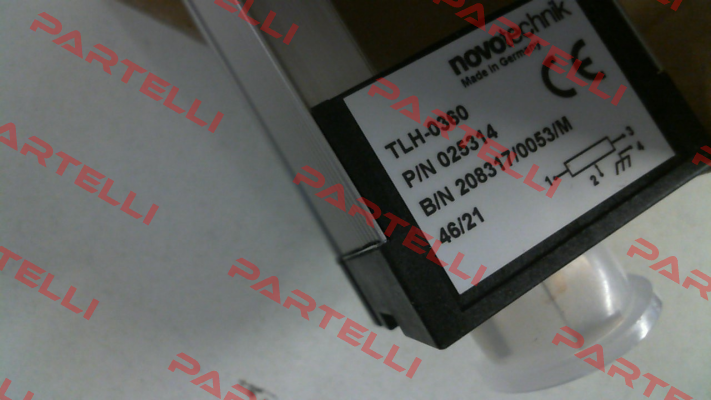 novotechnik
Made in Germany
CE
TLH-0360
P/N 025314
B/N 208317/0053/M
46/21
1
2
3
4
PARTELLI
PARTELLI
PARTELLI
PARTELLI
PARTELLI
PARTELLI
PARTELLI
PARTELLI
PARTELLI
PARTELLI